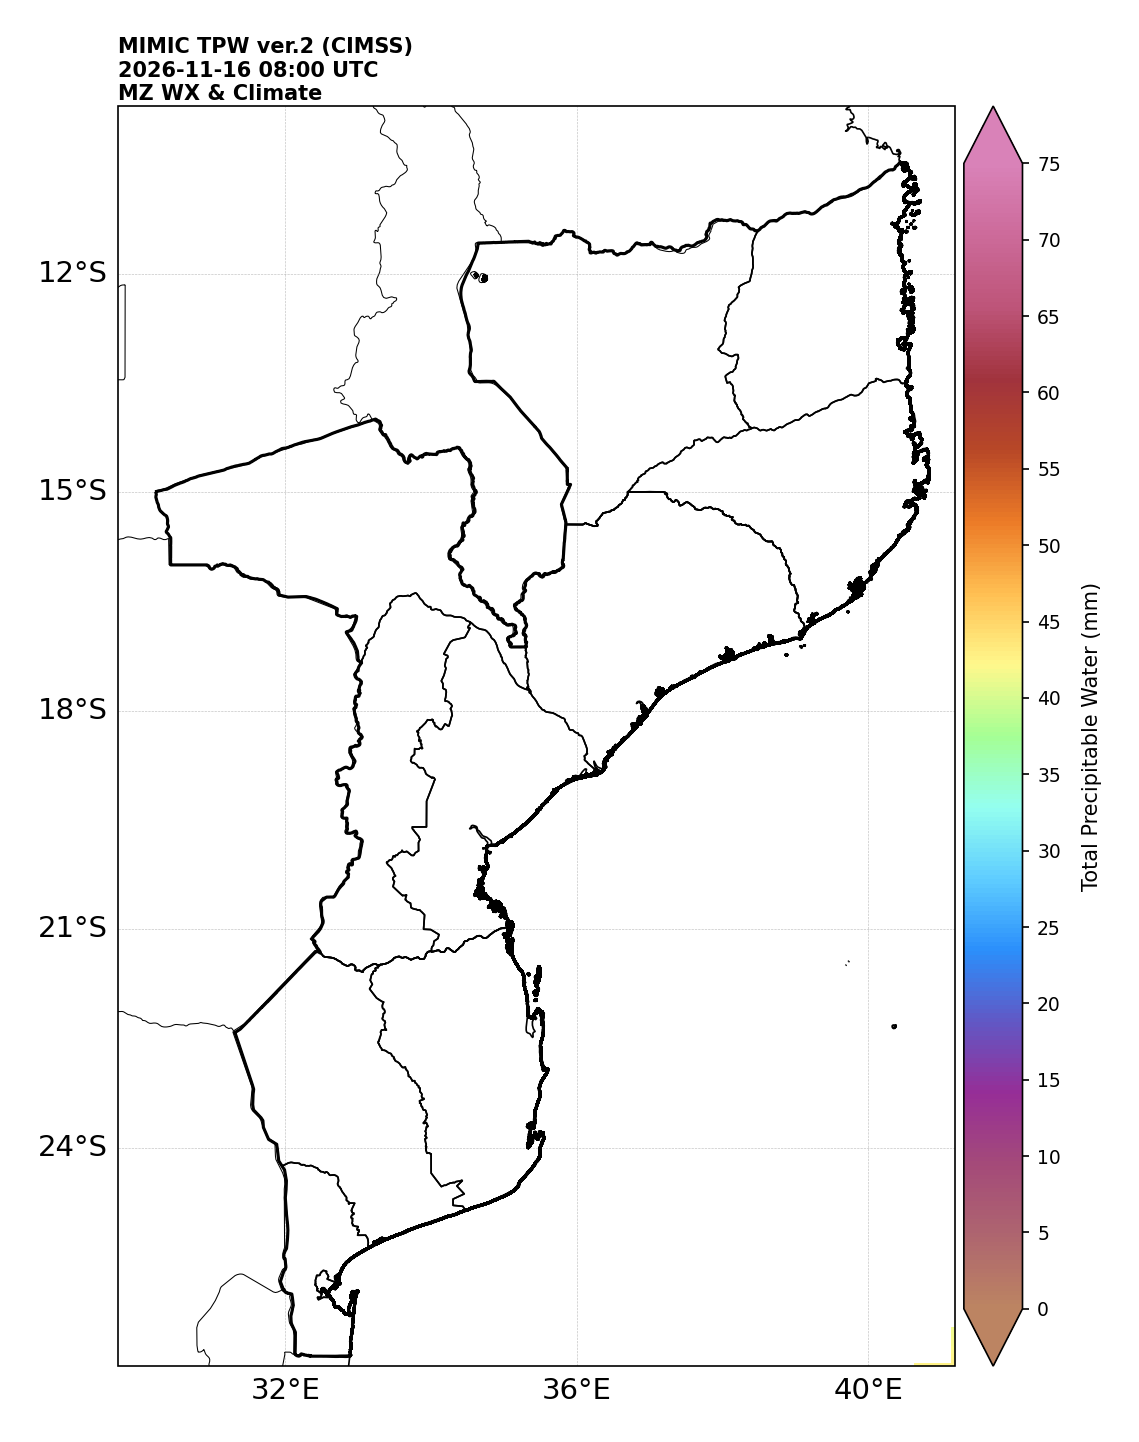 MIMIC TPW ver.2 (CIMSS)
2026-11-16 08:00 UTC
MZ WX & Climate
12°S
15°S
18°S
21°S
24°S
32°E
36°E
40°E
75
70
65
60
55
50
45
40
35
30
25
20
15
10
5
0
Total Precipitable Water (mm)